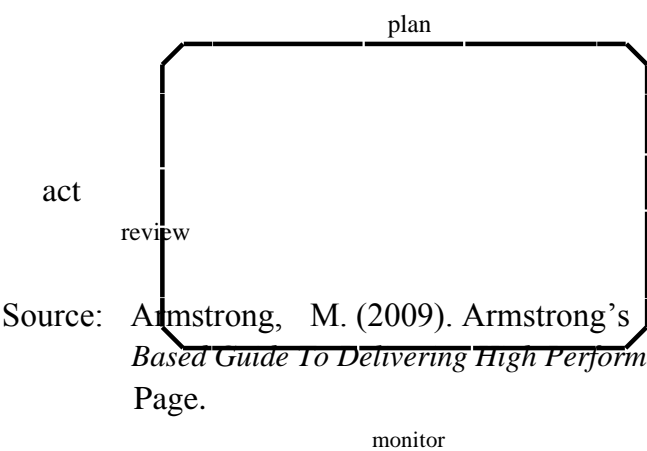 plan
act
review
Source: Armstrong, M. (2009). Armstrong’s
Based Guide To Delivering High Perform
Page.
monitor